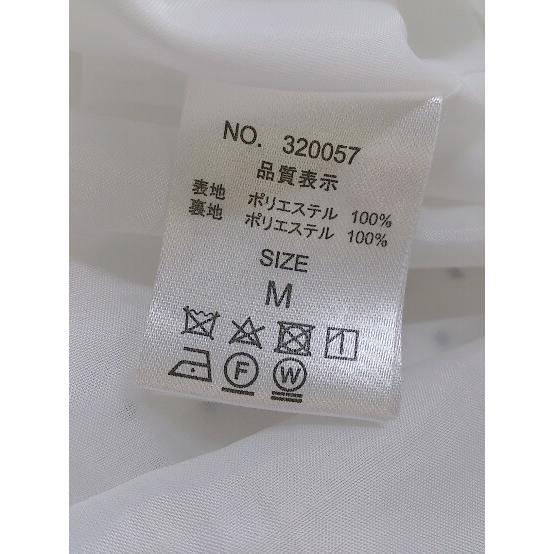 NO. 320057
品質表示
表地 ポリエステル 100%
裏地 ポリエステル 100%
SIZE
M
F W